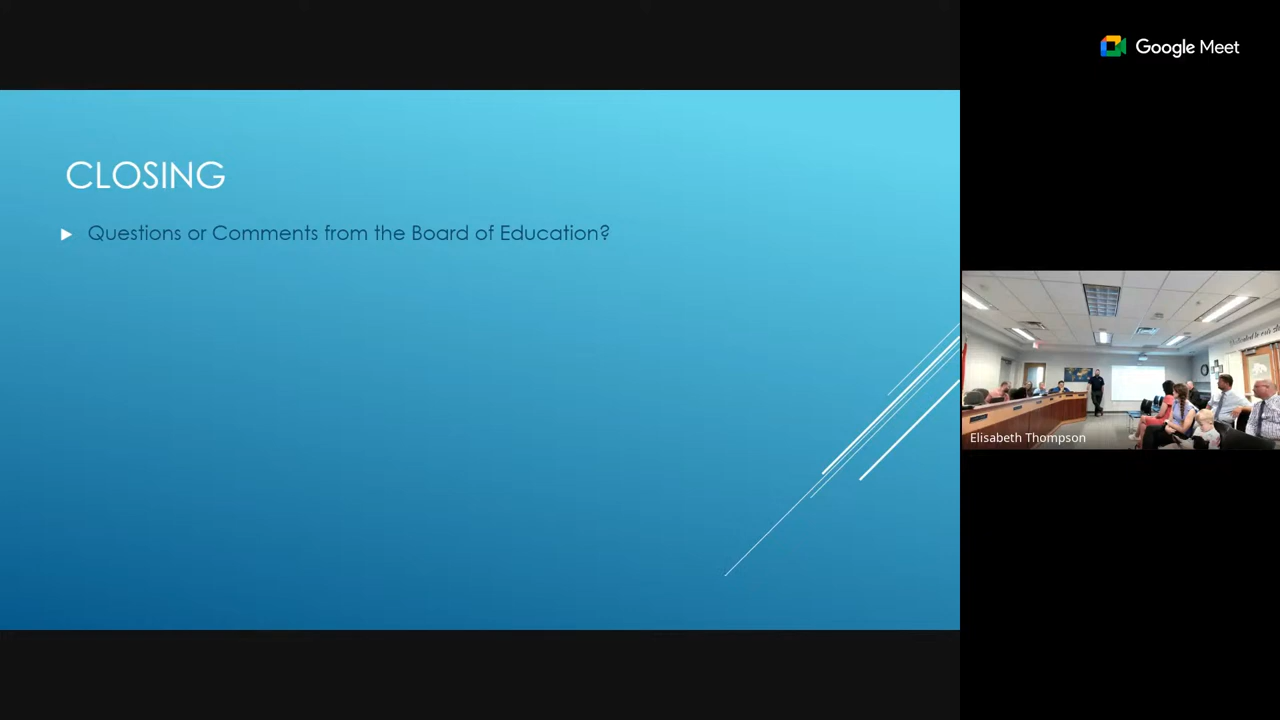 Google Meet
CLOSING
Questions or Comments from the Board of Education?
Elisabeth Thompson